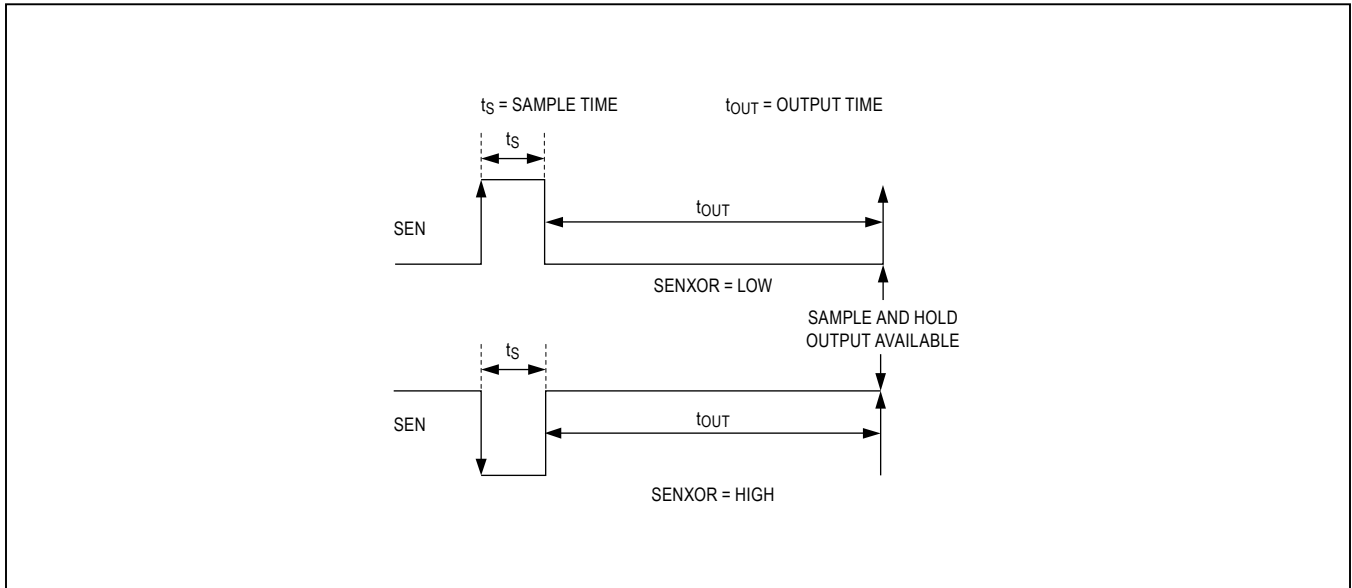 tS = SAMPLE TIME
tOUT = OUTPUT TIME
tS
SEN
tOUT
SENXOR = LOW
SAMPLE AND HOLD
OUTPUT AVAILABLE
tS
SEN
tOUT
SENXOR = HIGH